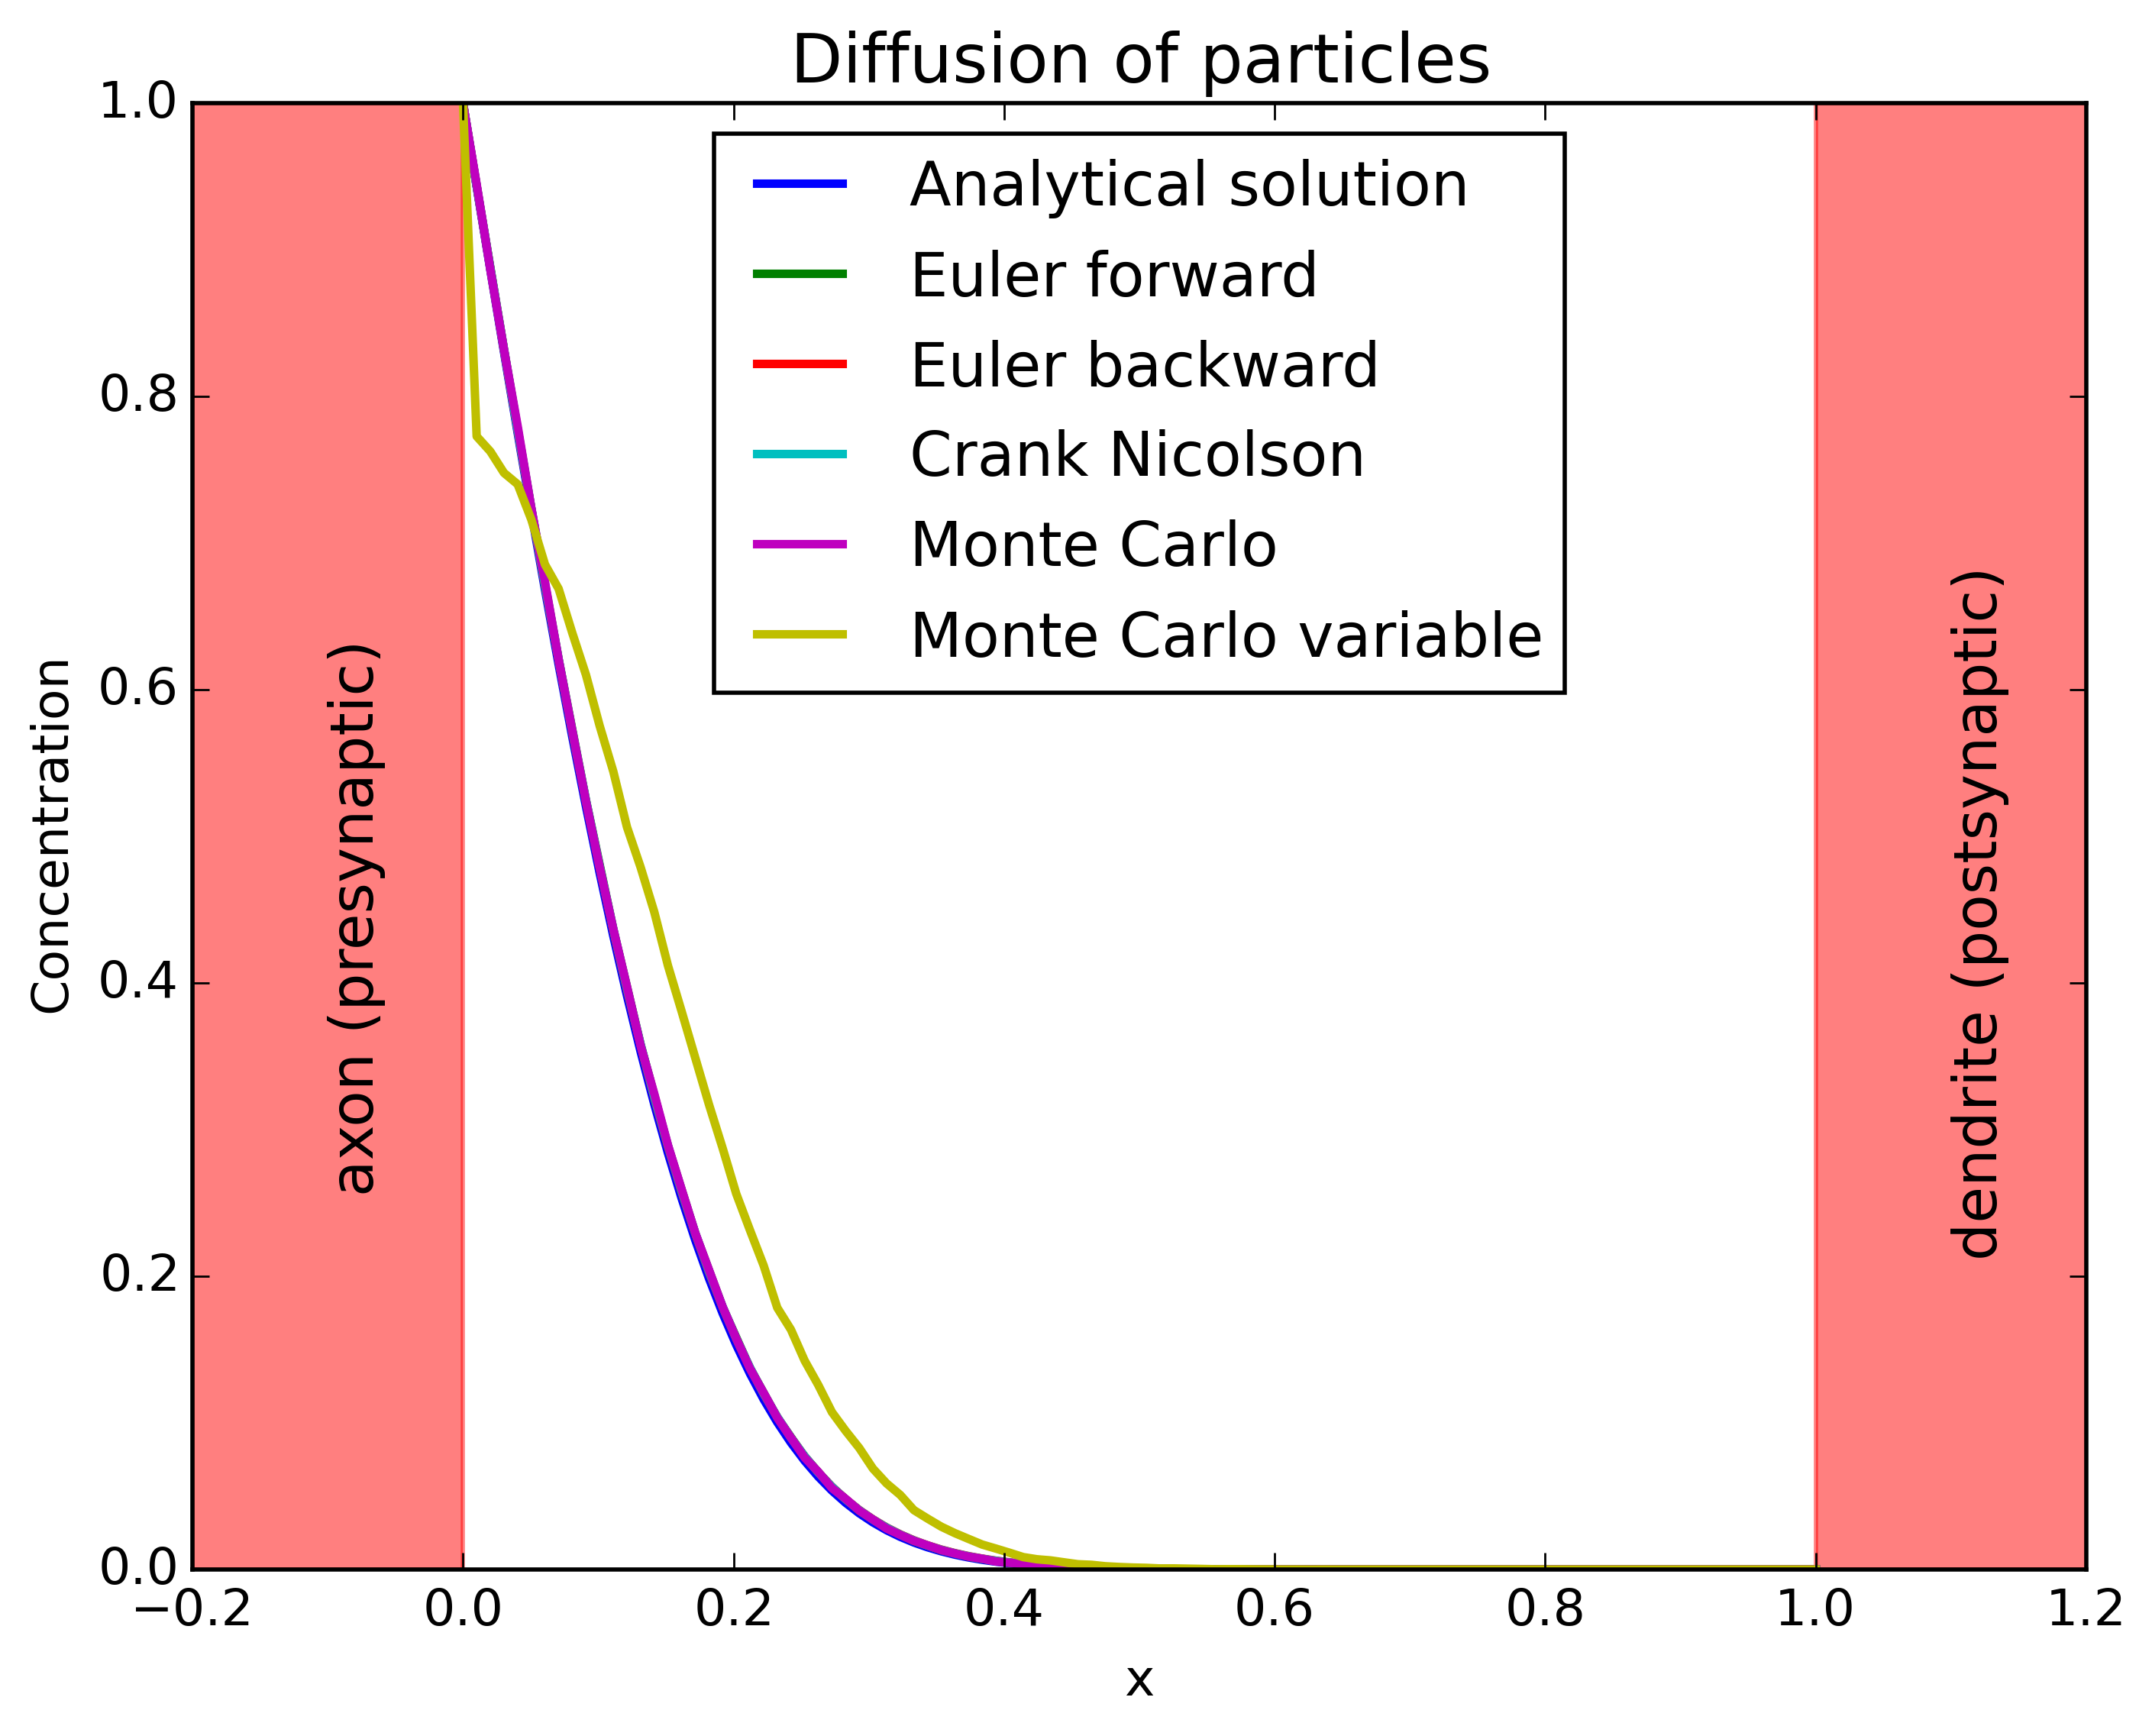 Diffusion of particles
1.0
0.8
0.6
0.4
0.2
0.0
Concentration
axon (presynaptic)
Analytical solution
Euler forward
Euler backward
Crank Nicolson
Monte Carlo
Monte Carlo variable
dendrite (postsynaptic)
−0.2 0.0 0.2 0.4 0.6 0.8 1.0 1.2
x